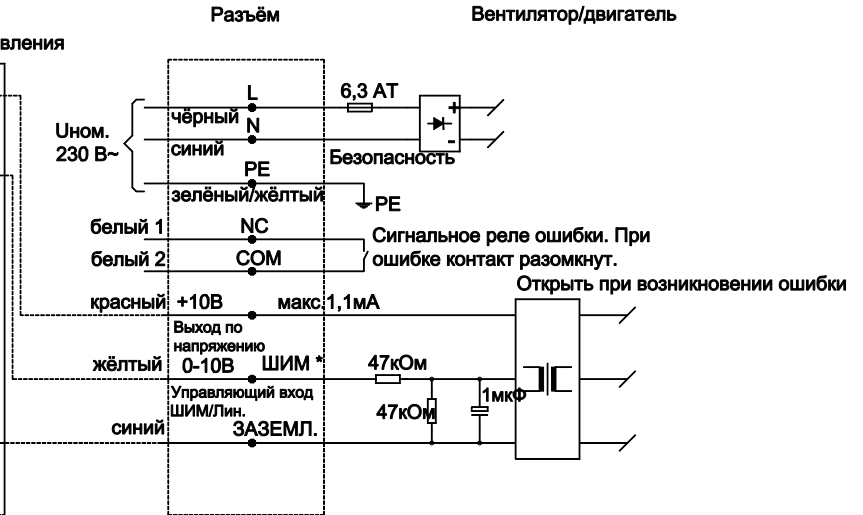 Разъём
Вентилятор/двигатель
вления
L
6,3 АТ
чёрный
+
Uном.
230 В~
N
синий
-
Безопасность
PE
зелёный/жёлтый
PE
белый 1
NC
Сигнальное реле ошибки. При
белый 2
COM
ошибке контакт разомкнут.
Открыть при возникновении ошибки
красный
+10В
макс.1,1мА
Выход по
напряжению
жёлтый
0-10В
ШИМ *
47кОм
Управляющий вход
ШИМ/Лин.
47кОм
1мкФ
синий
ЗАЗЕМЛ.